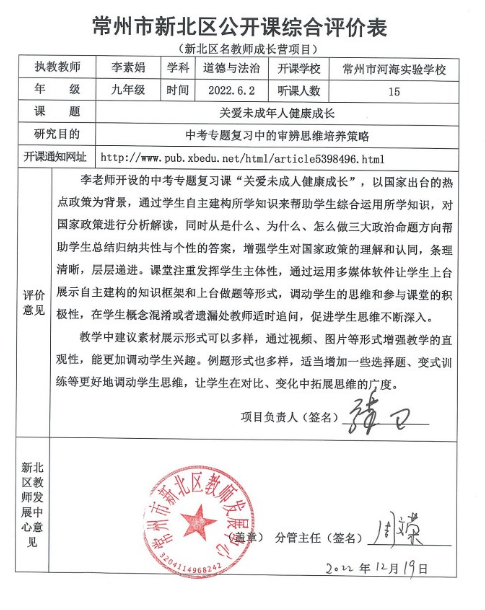 常州市新北区公开课综合评价表
（新北区名教师成长营项目）
执教教师 李素娟 学科 道德与法治 开课学校 常州市河海实验学校
年 级 九年级 时间 2022.6.2 听课人数 15
课 题 关爱未成年人健康成长
研究目的 中考专题复习中的审辨思维培养策略
开课通知网址 http://www.pub.xbedu.net/html/article5398496.html
评价意见
李老师开设的中考专题复习课“关爱未成人健康成长”，以国家出台的热
点政策为背景，通过学生自主建构所学知识来帮助学生综合运用所学知识，对
国家政策进行分析解读，同时从是什么、为什么、怎么做三大政治命题方向帮
助学生总结归纳共性与个性的答案，增强学生对国家政策的理解和认同，条理
清晰，层层递进。课堂注重发挥学生主体性，通过运用多媒体软件让学生上台
展示自主建构的知识框架和上台做题等形式，调动学生的思维和参与课堂的积
极性，在学生概念混淆或者遗漏处教师适时追问，促进学生思维不断深入。
教学中建议素材展示形式可以多样，通过视频、图片等形式增强教学的直
观性，能更加调动学生兴趣。例题形式也多样，适当增加一些选择题、变式训
练等更好地调动学生思维，让学生在对比、变化中拓展思维的广度。
项目负责人（签名）
新北区教师发展中心意见
常州市新北区教师发展中心
3204114968242
（盖章） 分管主任（签名）
2022年12月19日